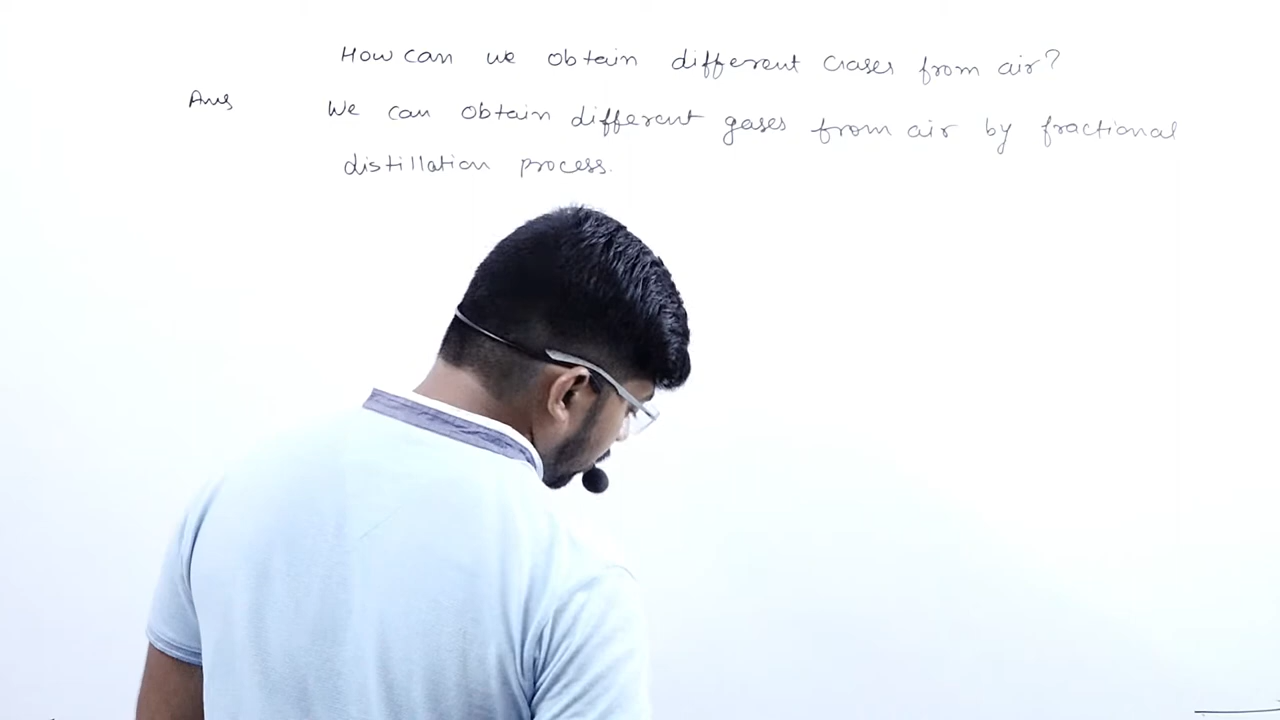 How can we obtain different Gases from air?
Ans We can obtain different gases from air by fractional
distillation process.